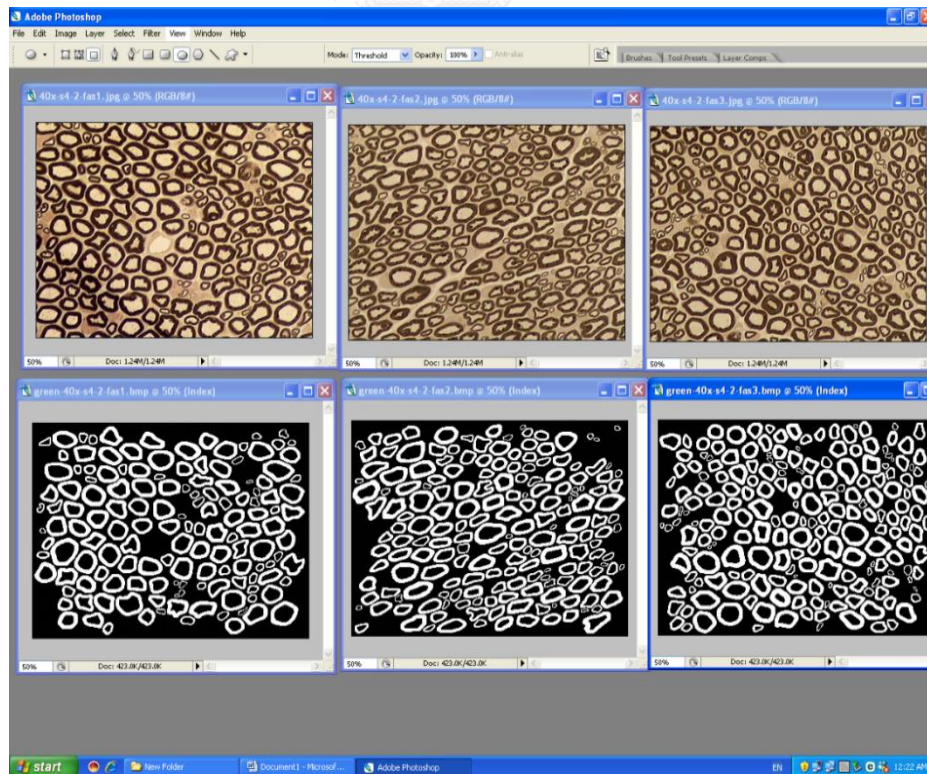 Adobe Photoshop
File Edit Image Layer Select Filter View Window Help
Mode: Threshold Opacity: 100% Anti-alias Brushes Tool Presets Layer Comps
40x-s4-2-fas1.jpg @ 50% (RGB/8#)
40x-s4-2-fas2.jpg @ 50% (RGB/8#)
40x-s4-2-fas3.jpg @ 50% (RGB/8#)
50% Doc: 1.24M/1.24M
50% Doc: 1.24M/1.24M
50% Doc: 1.24M/1.24M
green-40x-s4-2-fas1.bmp @ 50% (Index)
green-40x-s4-2-fas2.bmp @ 50% (Index)
green-40x-s4-2-fas3.bmp @ 50% (Index)
50% Doc: 423.0K/423.0K
50% Doc: 423.0K/423.0K
50% Doc: 423.0K/423.0K
start New Folder Document1 - Microsof... Adobe Photoshop EN 12:22 AM